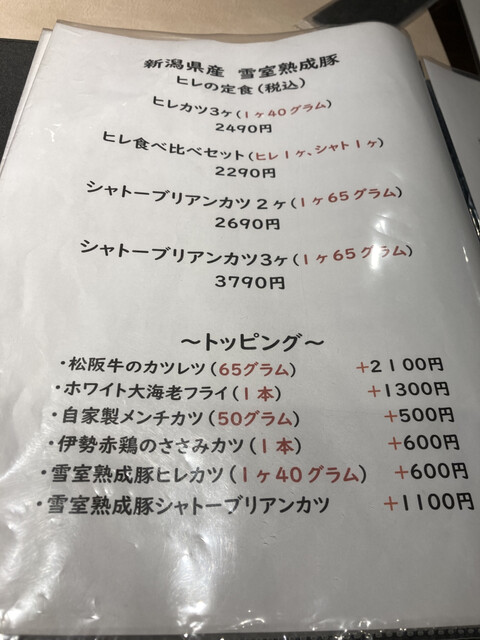 新潟県産 雪室熟成豚
ヒレの定食(税込)
ヒレカツ3ヶ(1ヶ40グラム)
2490円
ヒレ食べ比べセット(ヒレ1ヶ、シャト1ヶ)
2290円
シャトーブリアンカツ2ヶ(1ヶ65グラム)
2690円
シャトーブリアンカツ3ヶ(1ヶ65グラム)
3790円
～トッピング～
・松阪牛のカツレツ(65グラム) +2100円
・ホワイト大海老フライ(1本) +1300円
・自家製メンチカツ(50グラム) +500円
・伊勢赤鶏のささみカツ(1本) +600円
・雪室熟成豚ヒレカツ(1ヶ40グラム) +600円
・雪室熟成豚シャトーブリアンカツ +1100円